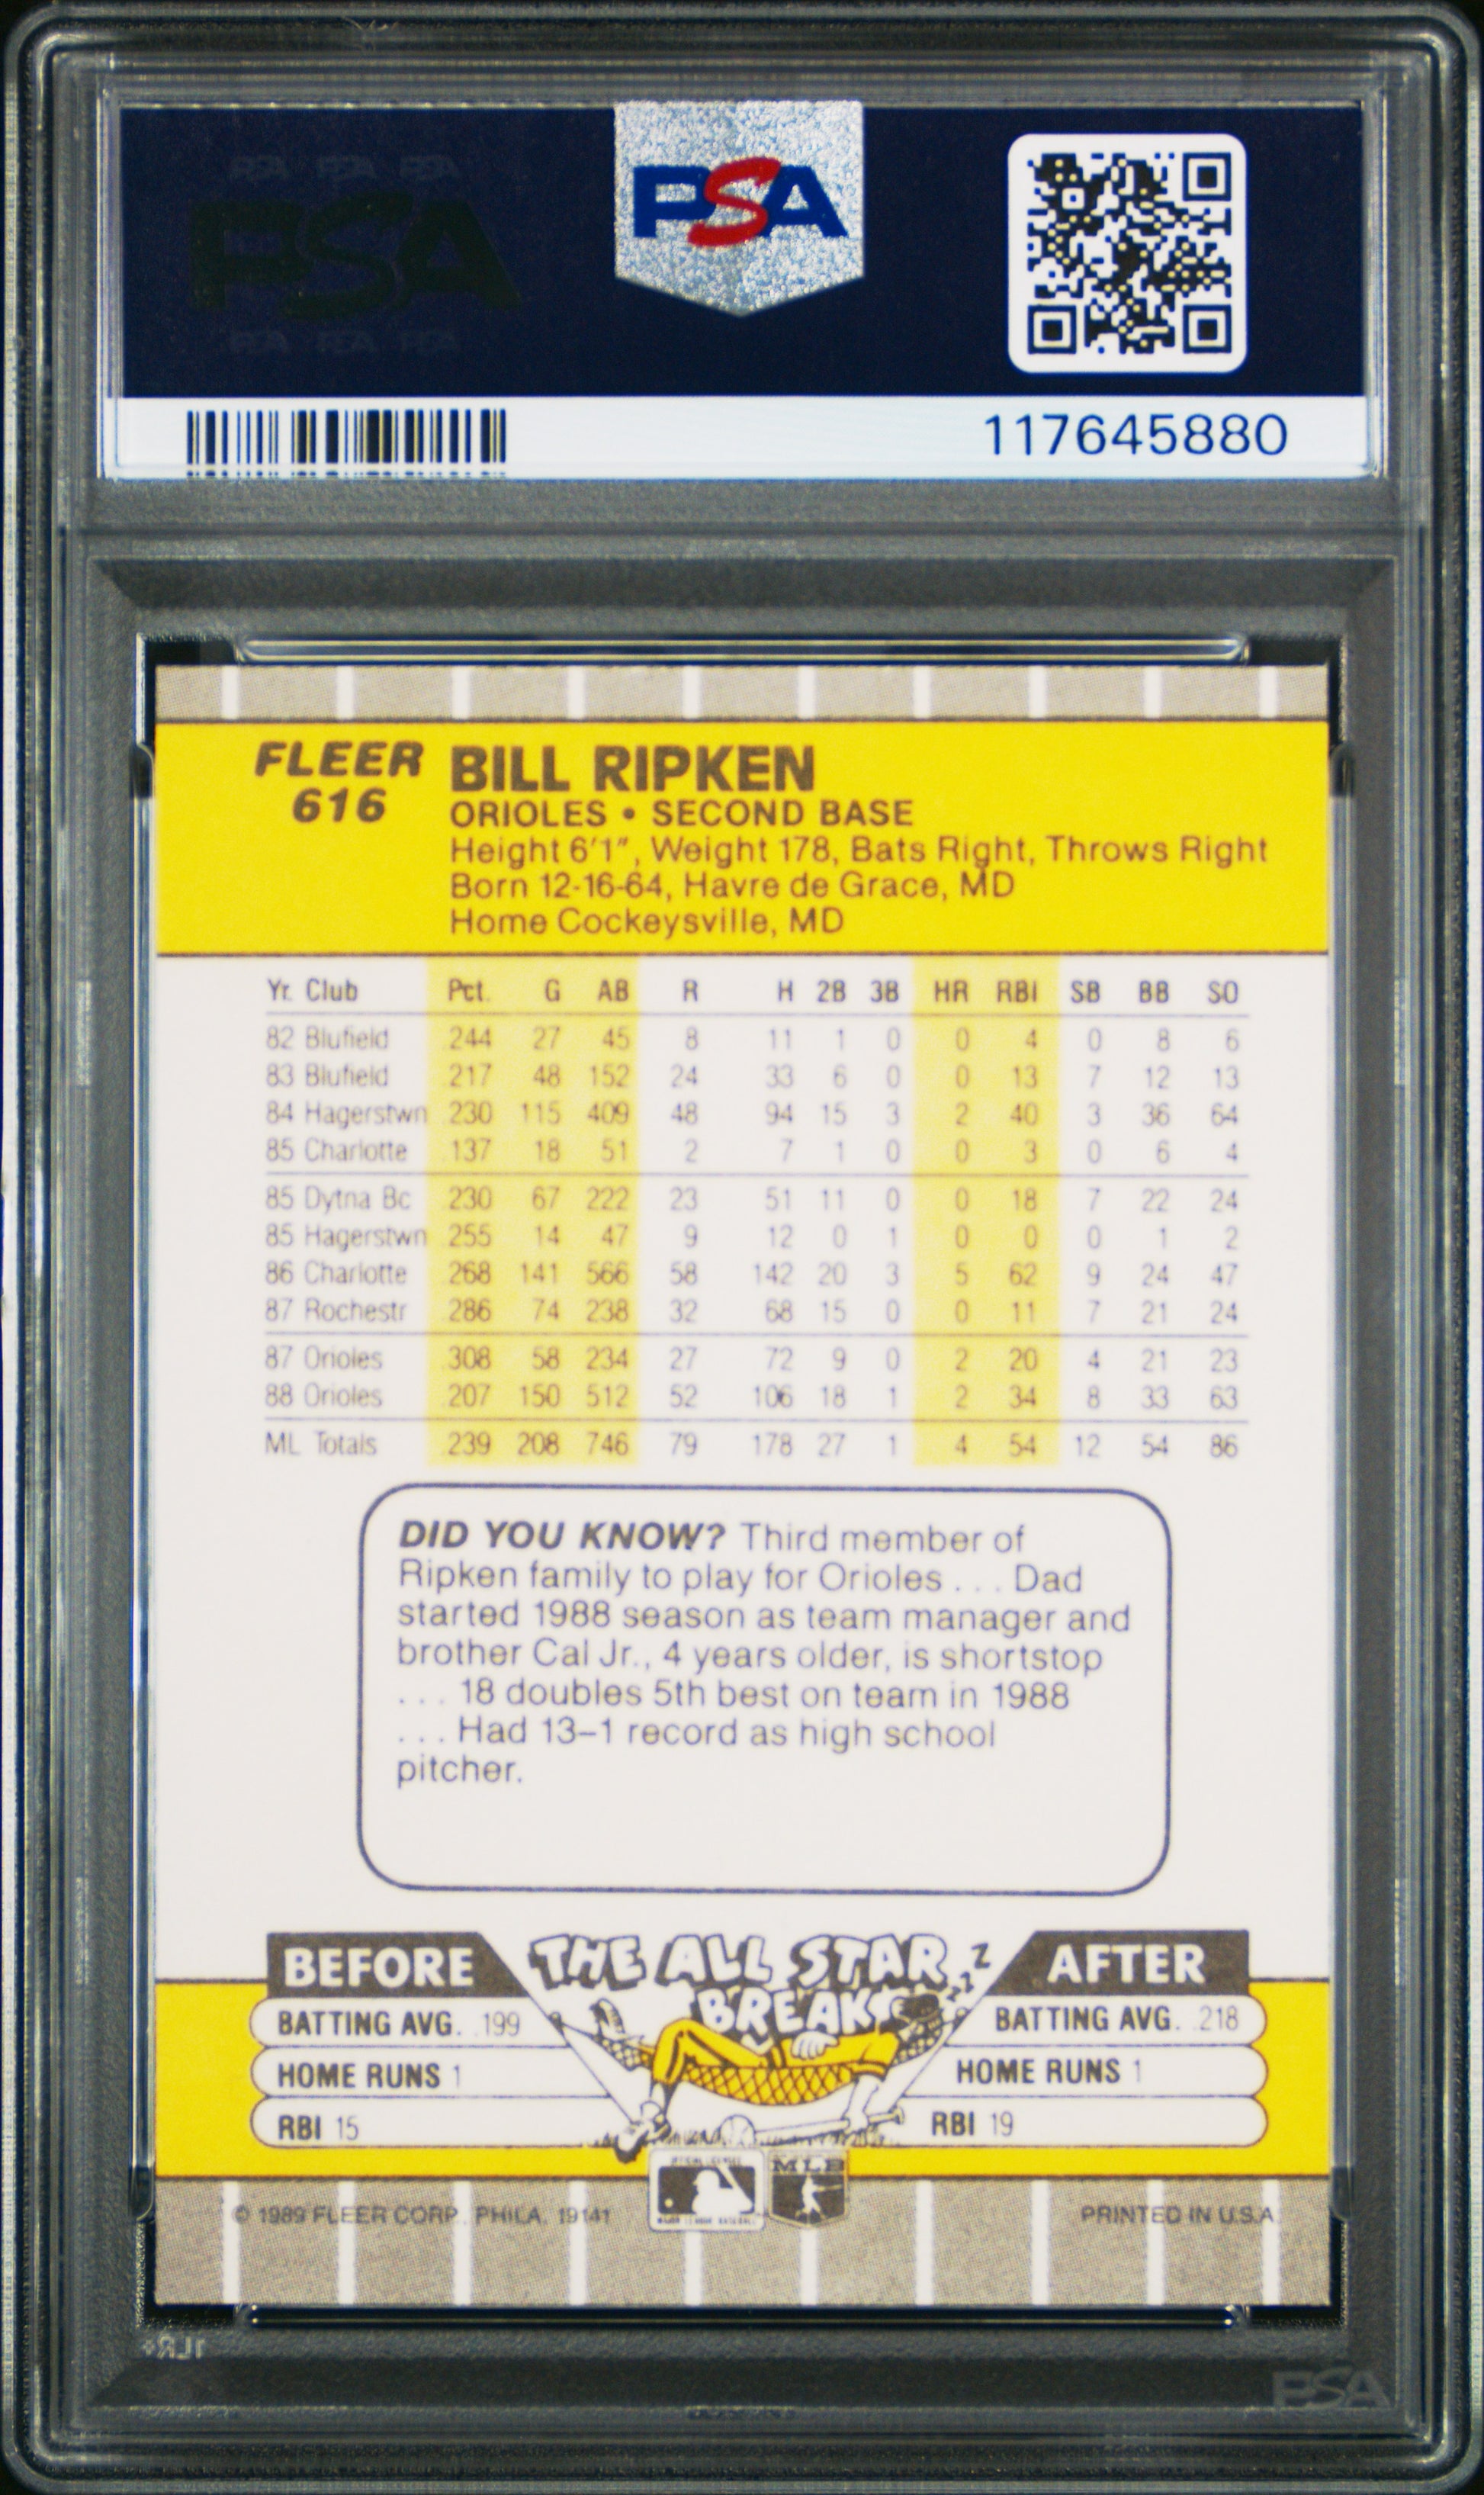 PSA
PSA
117645880
FLEER
616
BILL RIPKEN
ORIOLES • SECOND BASE
Height 6'1", Weight 178, Bats Right, Throws Right
Born 12-16-64, Havre de Grace, MD
Home Cockeysville, MD
Yr. Club Pct. G AB R H 2B 3B HR RBI SB BB SO
82 Blufield .244 27 45 8 11 1 0 0 4 0 8 6
83 Blufield .217 48 152 24 33 6 0 0 13 7 12 13
84 Hagerstwn .230 115 409 48 94 15 3 2 40 3 36 64
85 Charlotte .137 18 51 2 7 1 0 0 3 0 6 4
85 Dytna Bc .230 67 222 23 51 11 0 0 18 7 22 24
85 Hagerstwn .255 14 47 9 12 0 1 0 0 0 1 2
86 Charlotte .268 141 566 58 142 20 3 5 62 9 24 47
87 Rochestr .286 74 238 32 68 15 0 0 11 7 21 24
87 Orioles .308 58 234 27 72 9 0 2 20 4 21 23
88 Orioles .207 150 512 52 106 18 1 2 34 8 33 63
ML Totals .239 208 746 79 178 27 1 4 54 12 54 86
DID YOU KNOW? Third member of
Ripken family to play for Orioles . . . Dad
started 1988 season as team manager and
brother Cal Jr., 4 years older, is shortstop
. . . 18 doubles 5th best on team in 1988
. . . Had 13–1 record as high school
pitcher.
THE ALL STAR
BREAK
z z z Z
BEFORE
BATTING AVG. .199
HOME RUNS 1
RBI 15
AFTER
BATTING AVG. .218
HOME RUNS 1
RBI 19
MLB
© 1989 FLEER CORP. PHILA. 19141
PRINTED IN U.S.A.
PSA